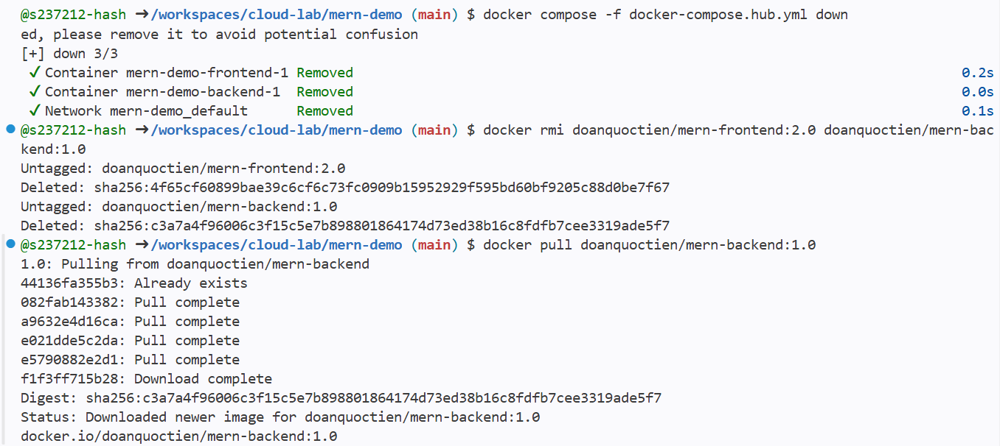 @s237212-hash ➜/workspaces/cloud-lab/mern-demo (main) $ docker compose -f docker-compose.hub.yml down
ed, please remove it to avoid potential confusion
[+] down 3/3
✓ Container mern-demo-frontend-1 Removed 0.2s
✓ Container mern-demo-backend-1 Removed 0.0s
✓ Network mern-demo_default Removed 0.1s
@s237212-hash ➜/workspaces/cloud-lab/mern-demo (main) $ docker rmi doanquoctien/mern-frontend:2.0 doanquoctien/mern-bac
kend:1.0
Untagged: doanquoctien/mern-frontend:2.0
Deleted: sha256:4f65cf60899bae39c6cf6c73fc0909b15952929f595bd60bf9205c88d0be7f67
Untagged: doanquoctien/mern-backend:1.0
Deleted: sha256:c3a7a4f96006c3f15c5e7b898801864174d73ed38b16c8fdfb7cee3319ade5f7
@s237212-hash ➜/workspaces/cloud-lab/mern-demo (main) $ docker pull doanquoctien/mern-backend:1.0
1.0: Pulling from doanquoctien/mern-backend
44136fa355b3: Already exists
082fab143382: Pull complete
a9632e4d16ca: Pull complete
e021dde5c2da: Pull complete
e5790882e2d1: Pull complete
f1f3ff715b28: Download complete
Digest: sha256:c3a7a4f96006c3f15c5e7b898801864174d73ed38b16c8fdfb7cee3319ade5f7
Status: Downloaded newer image for doanquoctien/mern-backend:1.0
docker.io/doanquoctien/mern-backend:1.0